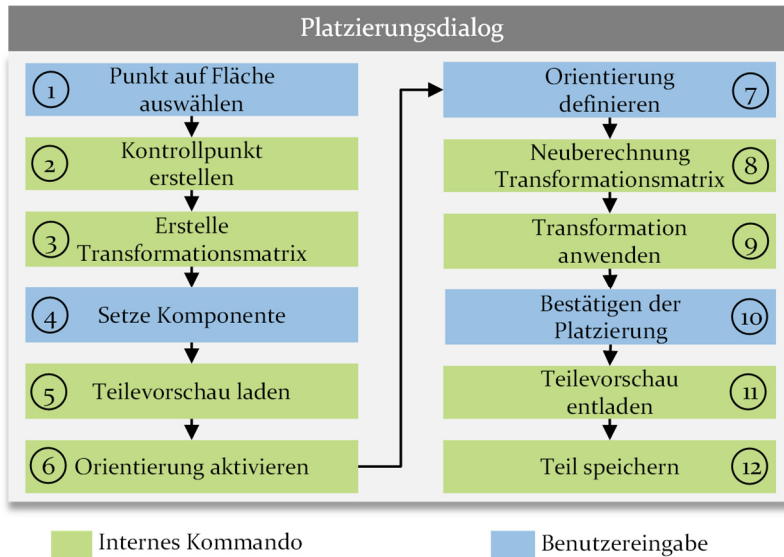 Platzierungsdialog
1
Punkt auf Fläche
auswählen
2
Kontrollpunkt
erstellen
3
Erstelle
Transformationsmatrix
4
Setze Komponente
5
Teilevorschau laden
6
Orientierung aktivieren
Orientierung
definieren
7
Neuberechnung
Transformationsmatrix
8
Transformation
anwenden
9
Bestätigen der
Platzierung
10
Teilevorschau
entladen
11
Teil speichern
12
Internes Kommando
Benutzereingabe